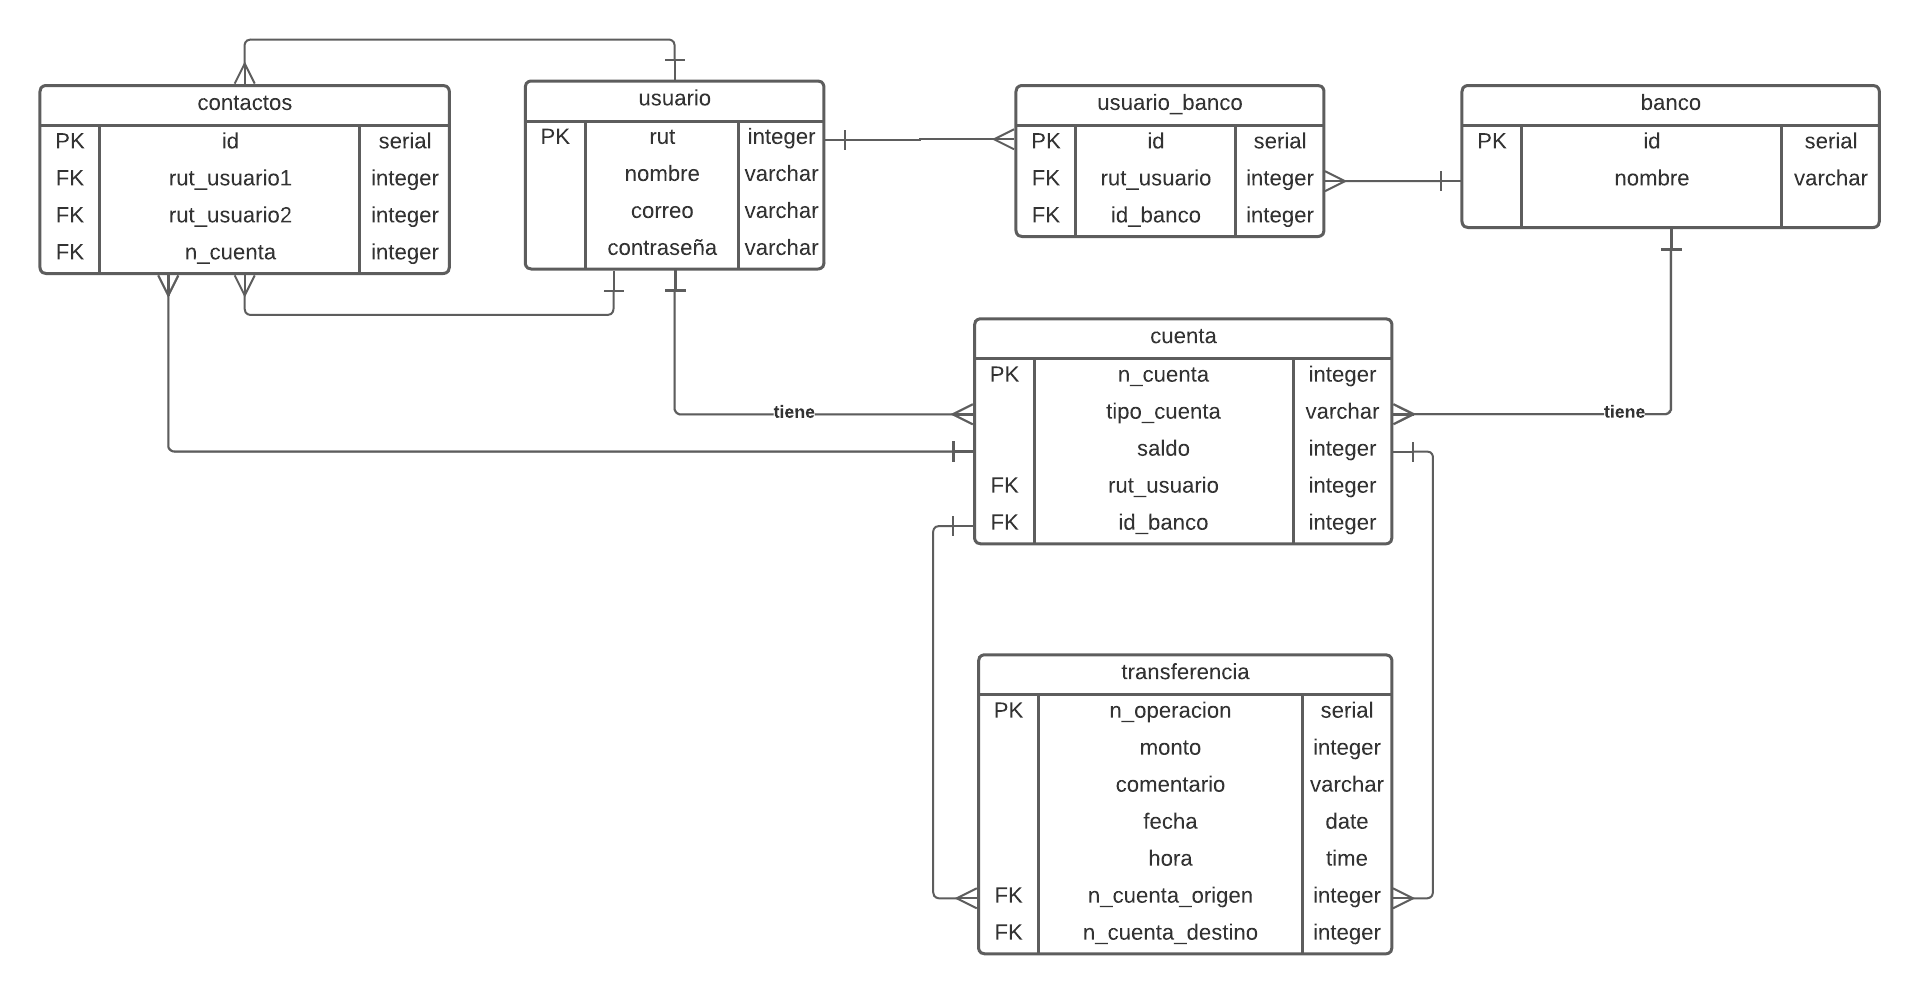 contactos
PK id serial
FK rut_usuario1 integer
FK rut_usuario2 integer
FK n_cuenta integer
usuario
PK rut integer
nombre varchar
correo varchar
contraseña varchar
usuario_banco
PK id serial
FK rut_usuario integer
FK id_banco integer
banco
PK id serial
nombre varchar
tiene
tiene
cuenta
PK n_cuenta integer
tipo_cuenta varchar
saldo integer
FK rut_usuario integer
FK id_banco integer
transferencia
PK n_operacion serial
monto integer
comentario varchar
fecha date
hora time
FK n_cuenta_origen integer
FK n_cuenta_destino integer